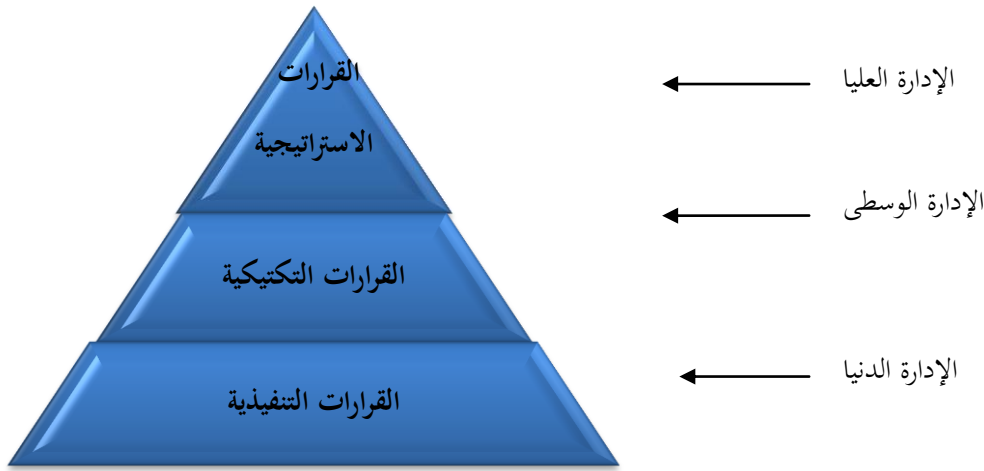 القرارات
الاستراتيجية
الإدارة العليا
القرارات التكتيكية
الإدارة الوسطى
القرارات التنفيذية
الإدارة الدنيا